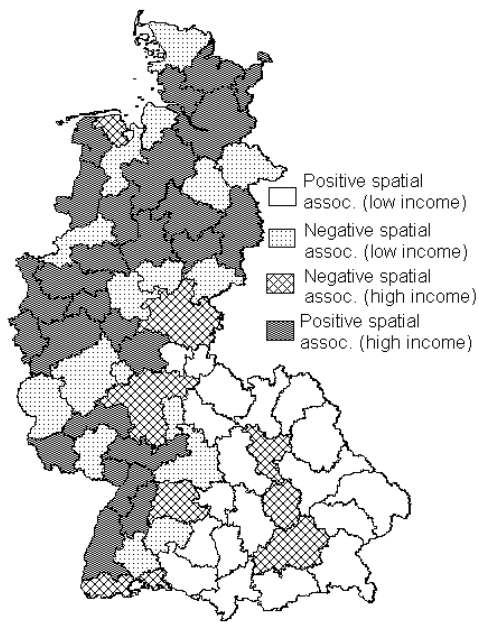 Positive spatial
assoc. (low income)
Negative spatial
assoc. (low income)
Negative spatial
assoc. (high income)
Positive spatial
assoc. (high income)